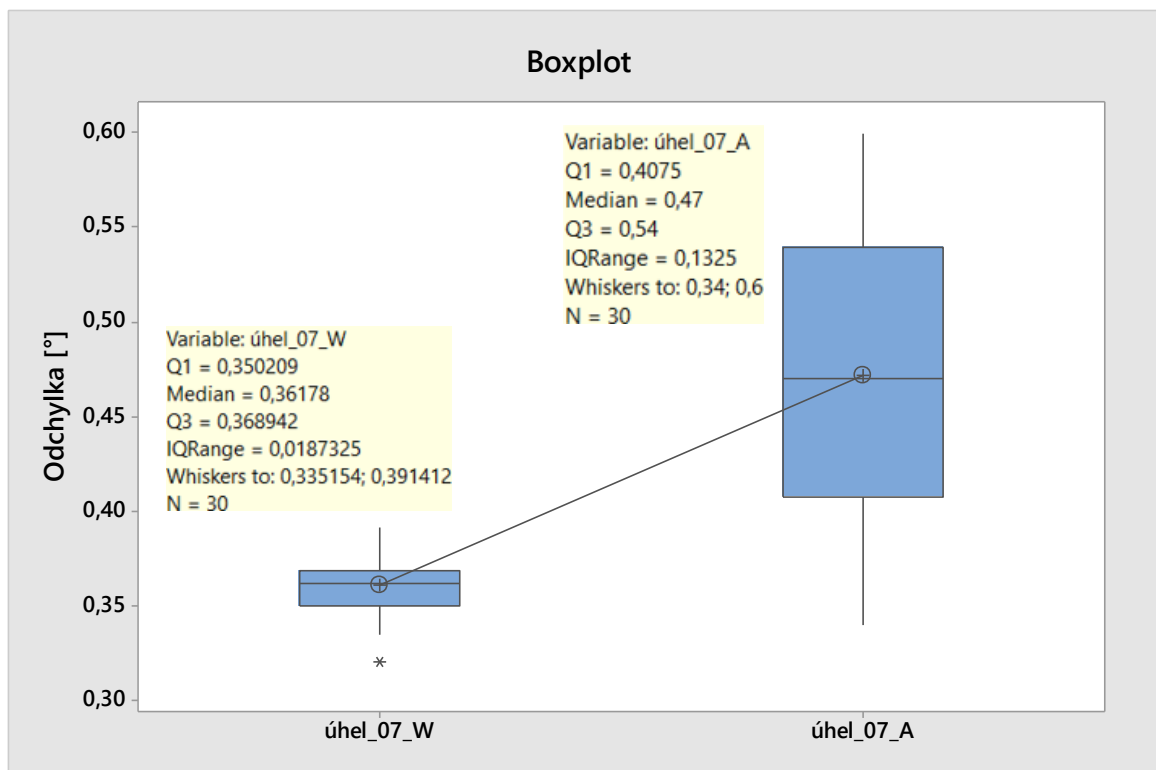 Boxplot
0,60
0,55
0,50
0,45
0,40
0,35
0,30
Odchylka [°]
Variable: úhel_07_W
Q1 = 0,350209
Median = 0,36178
Q3 = 0,368942
IQRange = 0,0187325
Whiskers to: 0,335154; 0,391412
N = 30
Variable: úhel_07_A
Q1 = 0,4075
Median = 0,47
Q3 = 0,54
IQRange = 0,1325
Whiskers to: 0,34; 0,6
N = 30
úhel_07_W
úhel_07_A